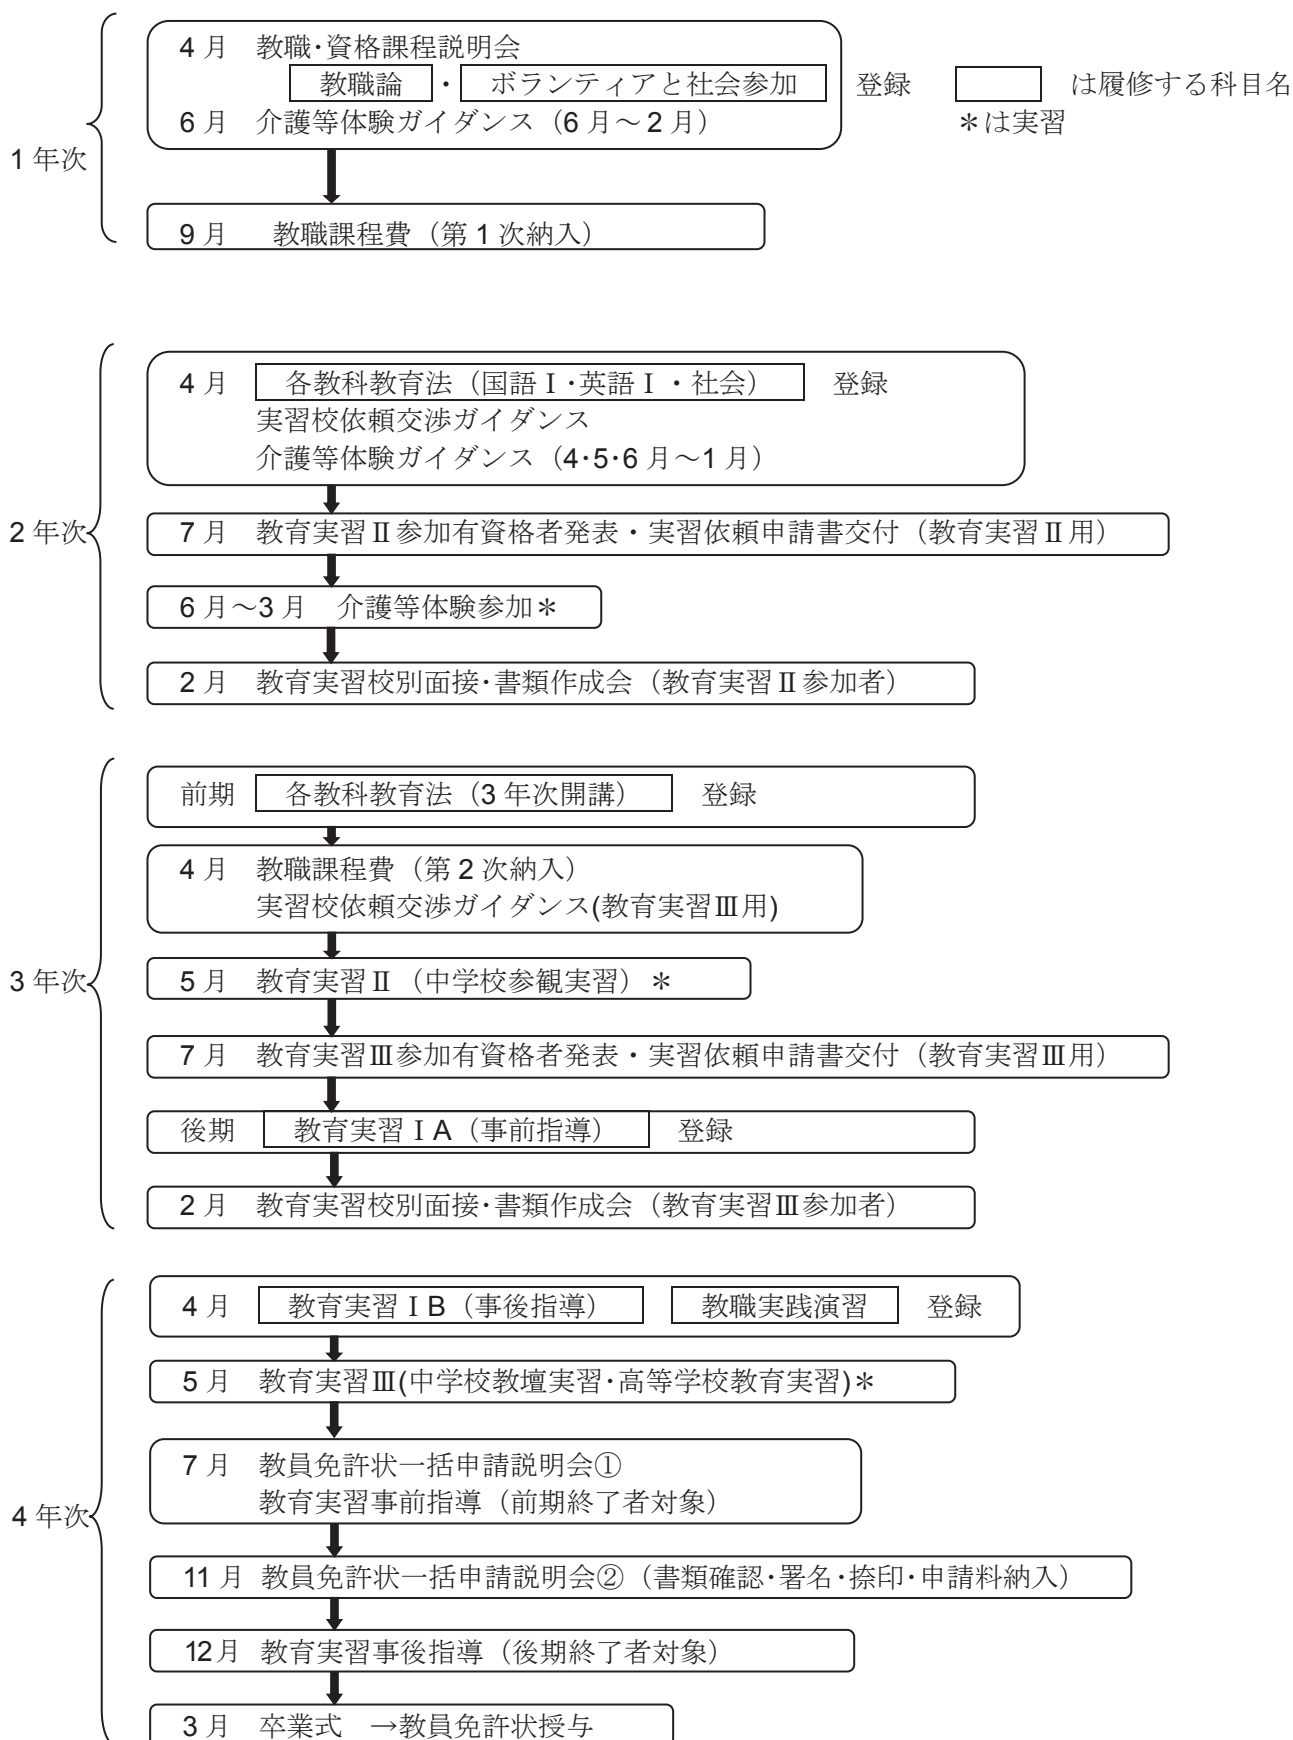 1年次
4月 教職・資格課程説明会
教職論 ・ ボランティアと社会参加 登録 は履修する科目名
6月 介護等体験ガイダンス（6月～2月） ＊は実習
9月 教職課程費（第1次納入）
2年次
4月 各教科教育法（国語Ⅰ・英語Ⅰ・社会） 登録
実習校依頼交渉ガイダンス
介護等体験ガイダンス（4・5・6月～1月）
7月 教育実習Ⅱ参加有資格者発表・実習依頼申請書交付（教育実習Ⅱ用）
6月～3月 介護等体験参加＊
2月 教育実習校別面接・書類作成会（教育実習Ⅱ参加者）
3年次
前期 各教科教育法（3年次開講） 登録
4月 教職課程費（第2次納入）
実習校依頼交渉ガイダンス(教育実習Ⅲ用)
5月 教育実習Ⅱ（中学校参観実習）＊
7月 教育実習Ⅲ参加有資格者発表・実習依頼申請書交付（教育実習Ⅲ用）
後期 教育実習ⅠA（事前指導） 登録
2月 教育実習校別面接・書類作成会（教育実習Ⅲ参加者）
4年次
4月 教育実習ⅠB（事後指導） 教職実践演習 登録
5月 教育実習Ⅲ(中学校教壇実習・高等学校教育実習)＊
7月 教員免許状一括申請説明会①
教育実習事前指導（前期終了者対象）
11月 教員免許状一括申請説明会②（書類確認・署名・捺印・申請料納入）
12月 教育実習事後指導（後期終了者対象）
3月 卒業式 →教員免許状授与